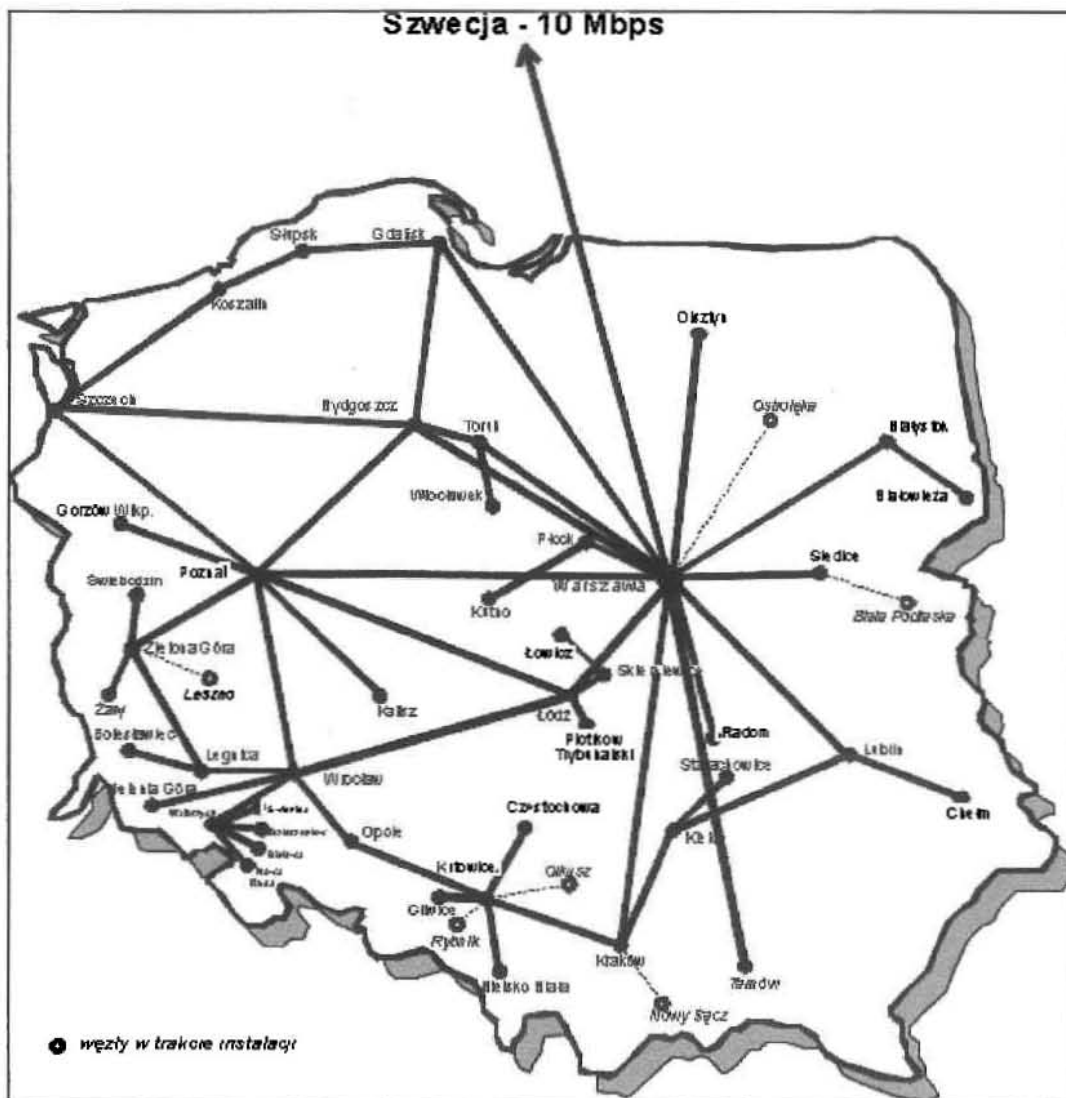 Szwecja - 10 Mbps
Słupsk
Gdańsk
Koszalin
Olsztyn
Szczecin
Bydgoszcz
Ostrołęka
Toruń
Białystok
Włocławek
Białowieża
Gorzów Wlkp.
Płock
Siedlce
Poznań
Warszawa
Świebodzin
Kutno
Biała Podlaska
Zielona Góra
Łowicz
Skierniewice
Leszno
Żary
Kalisz
Łódź
Bolesławiec
Piotrków
Trybunalski
Radom
Legnica
Lublin
Wrocław
Starachowice
Jelenia Góra
Chełm
Częstochowa
Opole
Kielce
Katowice
Olkusz
Gliwice
Rybnik
Kraków
Bielsko Biała
Tarnów
Nowy Sącz
węzły w trakcie instalacji